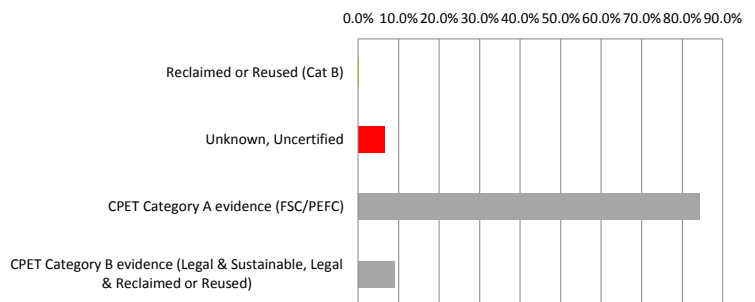 0.0% 10.0% 20.0% 30.0% 40.0% 50.0% 60.0% 70.0% 80.0% 90.0%
Reclaimed or Reused (Cat B)
Unknown, Uncertified
CPET Category A evidence (FSC/PEFC)
CPET Category B evidence (Legal & Sustainable, Legal
& Reclaimed or Reused)